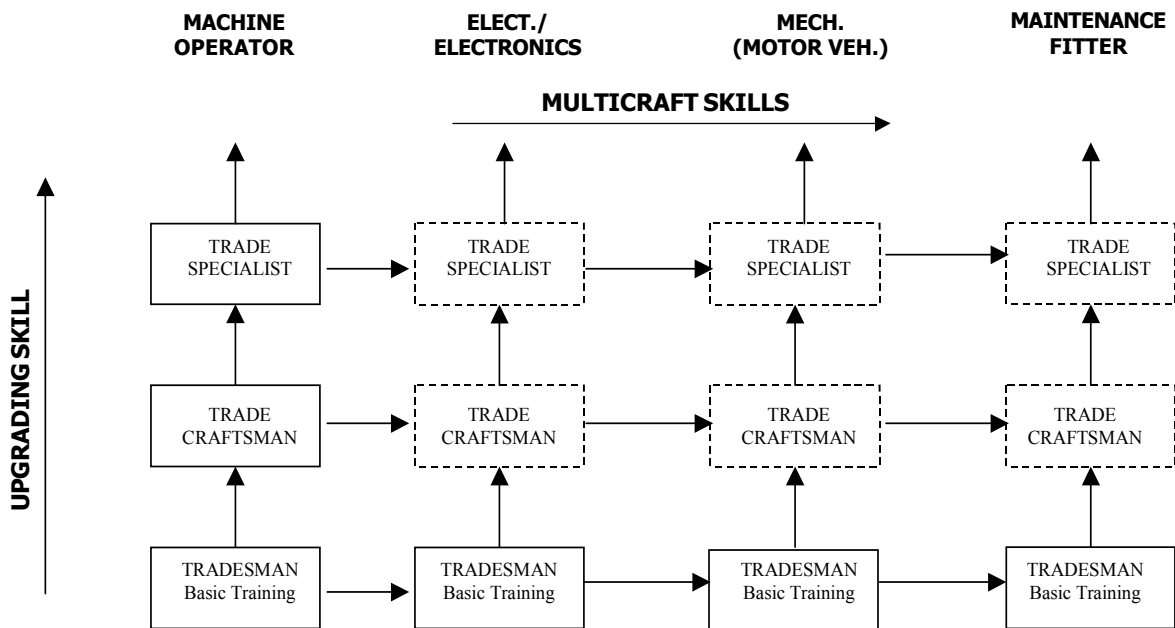 MACHINE
OPERATOR
ELECT./
ELECTRONICS
MECH.
(MOTOR VEH.)
MAINTENANCE
FITTER
MULTICRAFT SKILLS
UPGRADING SKILL
TRADE
SPECIALIST
TRADE
SPECIALIST
TRADE
SPECIALIST
TRADE
SPECIALIST
TRADE
CRAFTSMAN
TRADE
CRAFTSMAN
TRADE
CRAFTSMAN
TRADE
CRAFTSMAN
TRADESMAN
Basic Training
TRADESMAN
Basic Training
TRADESMAN
Basic Training
TRADESMAN
Basic Training